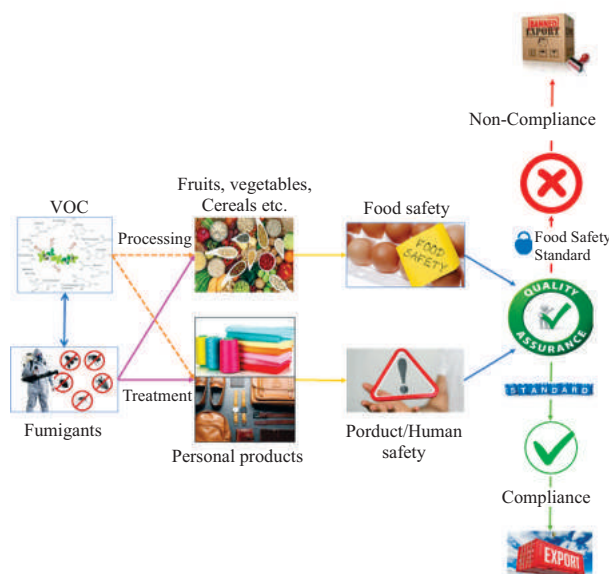 BANNED
EXPORT
Non-Compliance
Fruits, vegetables,
Cereals etc.
VOC
Processing
Food safety
Food Safety
Standard
FOOD
SAFETY
QUALITY
ASSURANCE
Treatment
STANDARD
Fumigants
Personal products
Porduct/Human
safety
Compliance
EXPORT